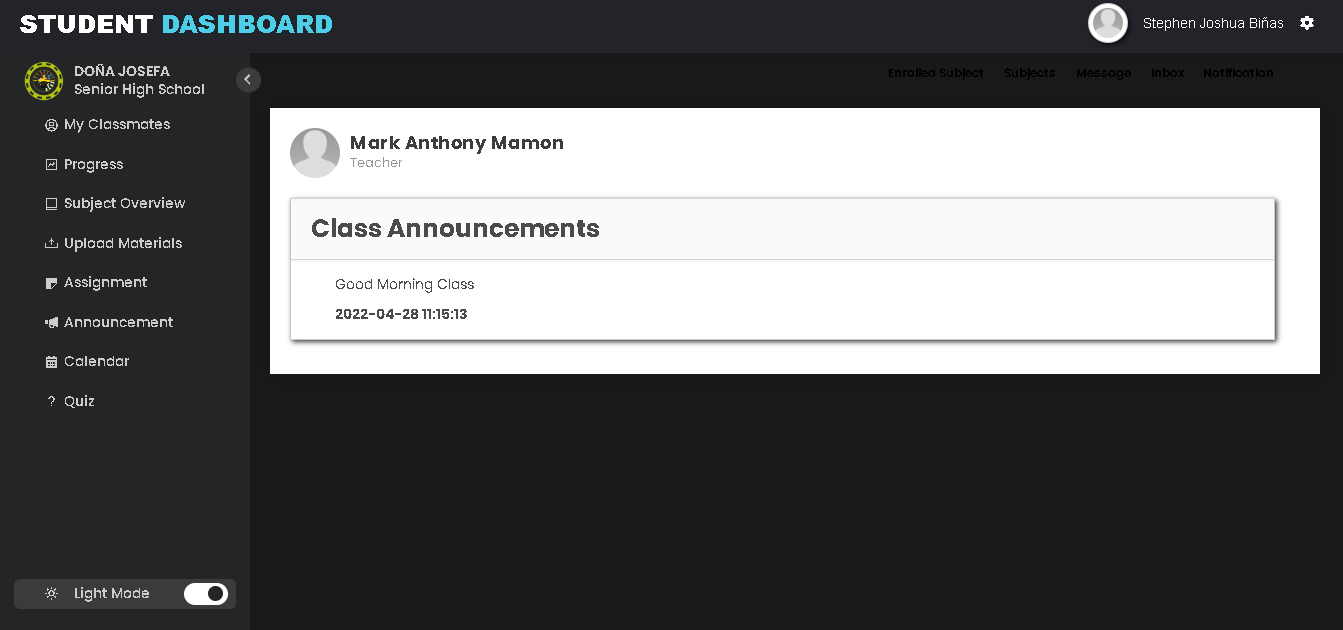 STUDENT DASHBOARD
Stephen Joshua Biñas
DOÑA JOSEFA
Senior High School
My Classmates
Progress
Subject Overview
Upload Materials
Assignment
Announcement
Calendar
? Quiz
Light Mode
Enrolled Subject Subjects Message Inbox Notification
Mark Anthony Mamon
Teacher
Class Announcements
Good Morning Class
2022-04-28 11:15:13